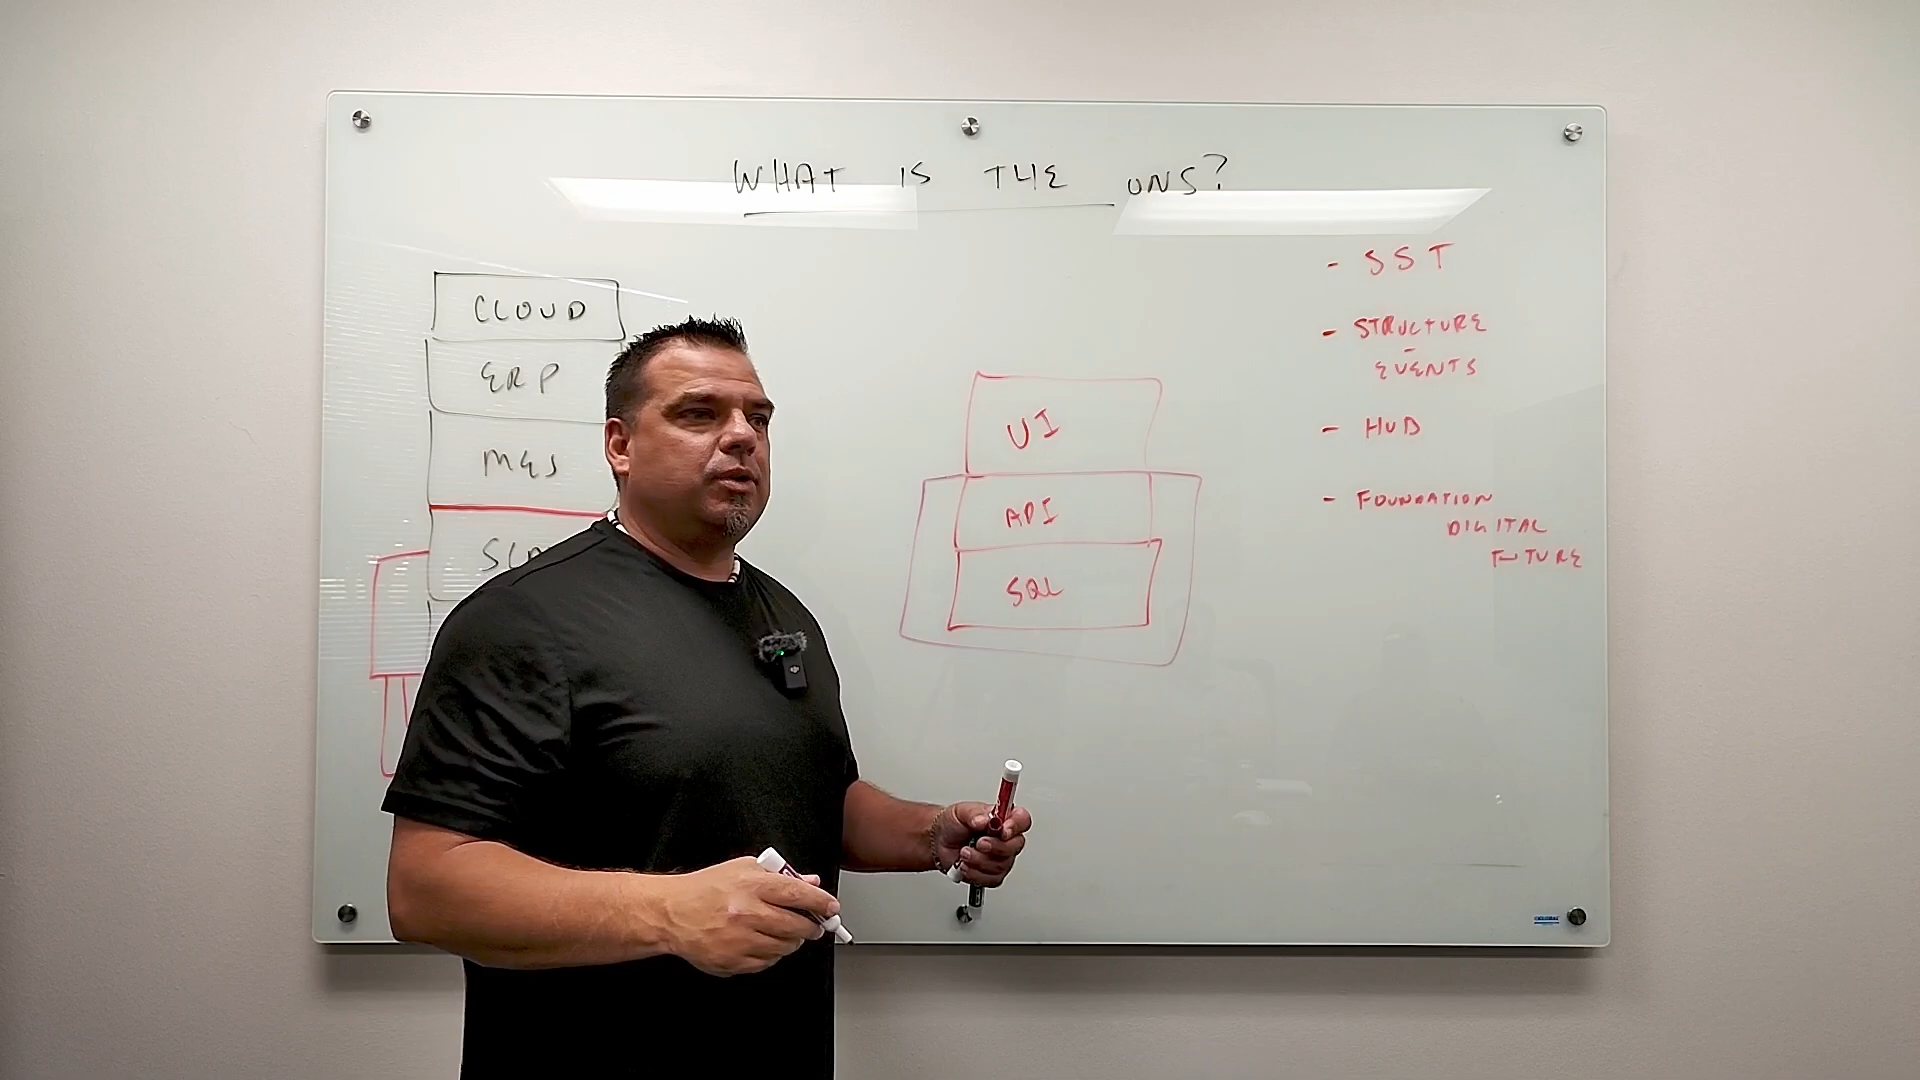 WHAT IS THE UNS?
CLOUD
ERP
MES
UI
API
SQL
- SST
- STRUCTURE
-
EVENTS
- HUB
- FOUNDATION
DIGITAL
FUTURE